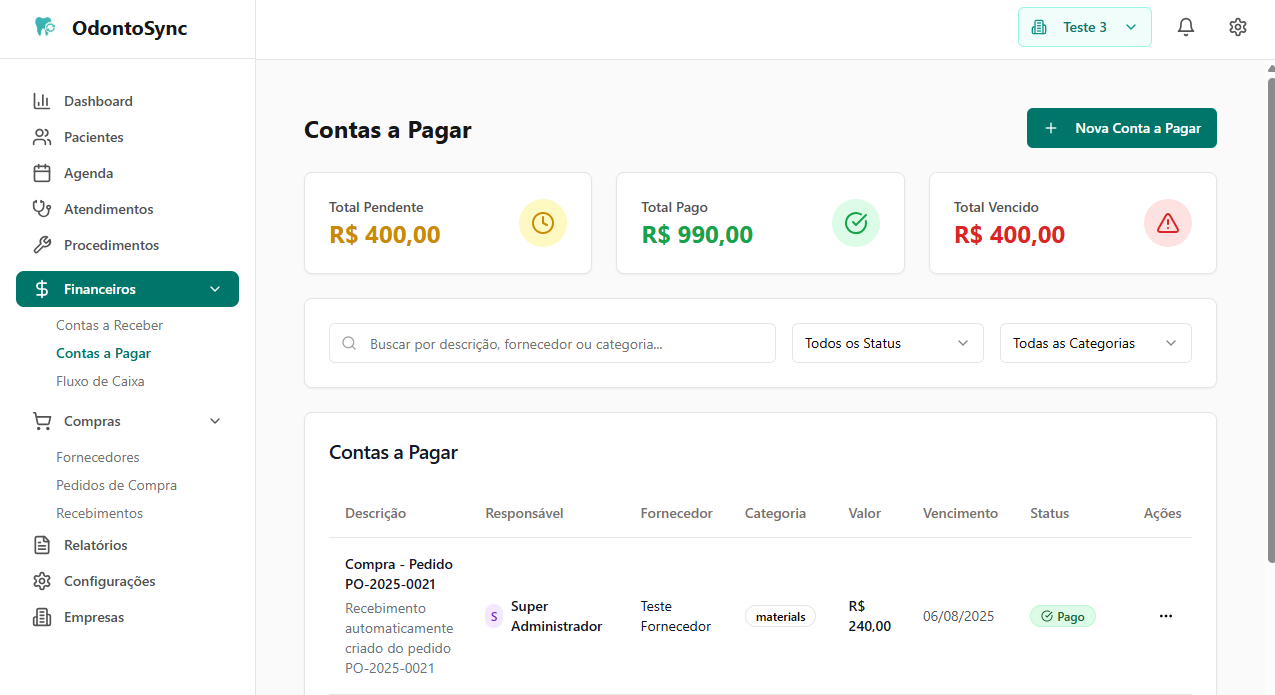 OdontoSync
Teste 3
Dashboard
Pacientes
Agenda
Atendimentos
Procedimentos
Financeiros
Contas a Receber
Contas a Pagar
Fluxo de Caixa
Compras
Fornecedores
Pedidos de Compra
Recebimentos
Relatórios
Configurações
Empresas
Contas a Pagar
+ Nova Conta a Pagar
Total Pendente
R$ 400,00
Total Pago
R$ 990,00
Total Vencido
R$ 400,00
Buscar por descrição, fornecedor ou categoria...
Todos os Status
Todas as Categorias
Contas a Pagar
Descrição Responsável Fornecedor Categoria Valor Vencimento Status Ações
Compra - Pedido
PO-2025-0021
Recebimento
automaticamente
criado do pedido
PO-2025-0021
S
Super
Administrador
Teste
Fornecedor
materials
R$
240,00
06/08/2025
Pago
...